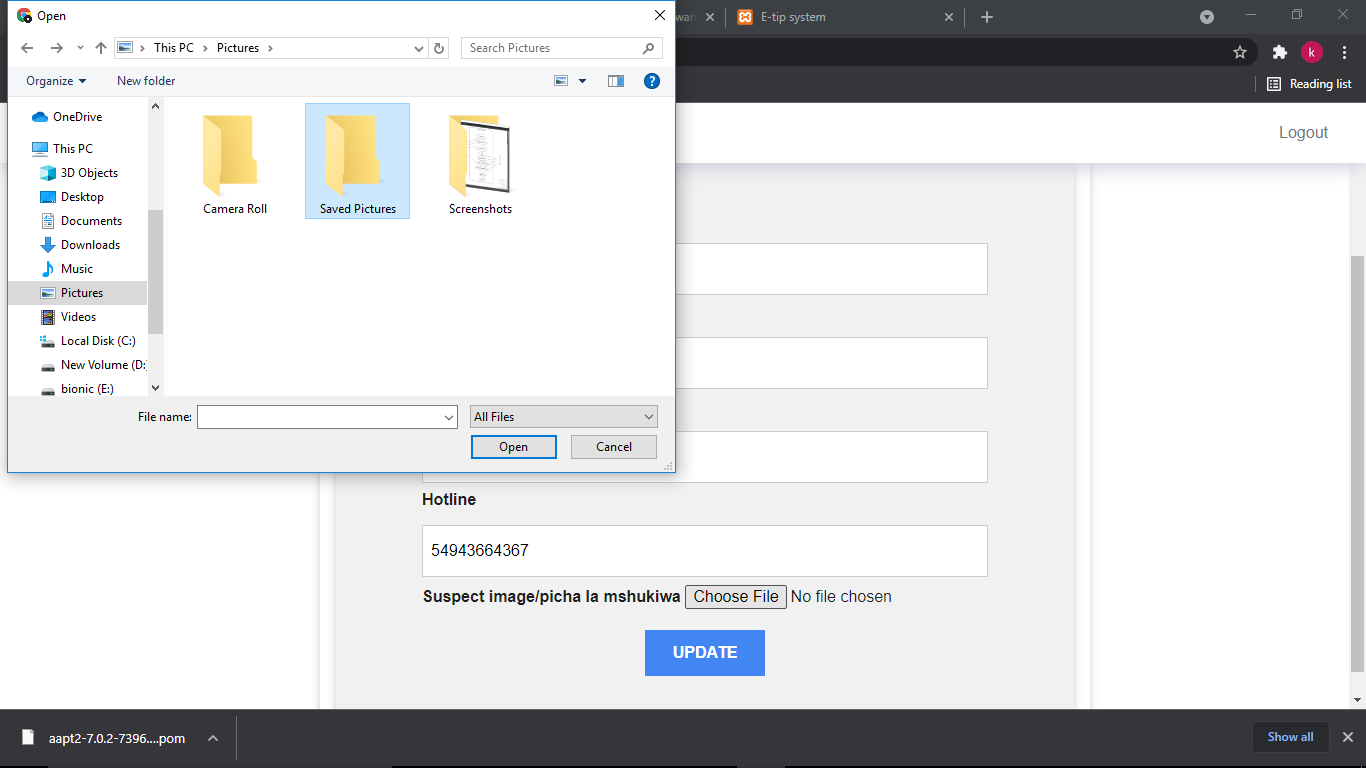 Open
wan
E-tip system
This PC
Pictures
Search Pictures
k
Organize
New folder
?
Reading list
OneDrive
This PC
3D Objects
Desktop
Documents
Downloads
Music
Pictures
Videos
Local Disk (C:)
New Volume (D:
bionic (E:)
Camera Roll
Saved Pictures
Screenshots
Logout
File name:
All Files
Open
Cancel
Hotline
54943664367
Suspect image/picha la mshukiwa Choose File No file chosen
UPDATE
aapt2-7.0.2-7396....pom
Show all